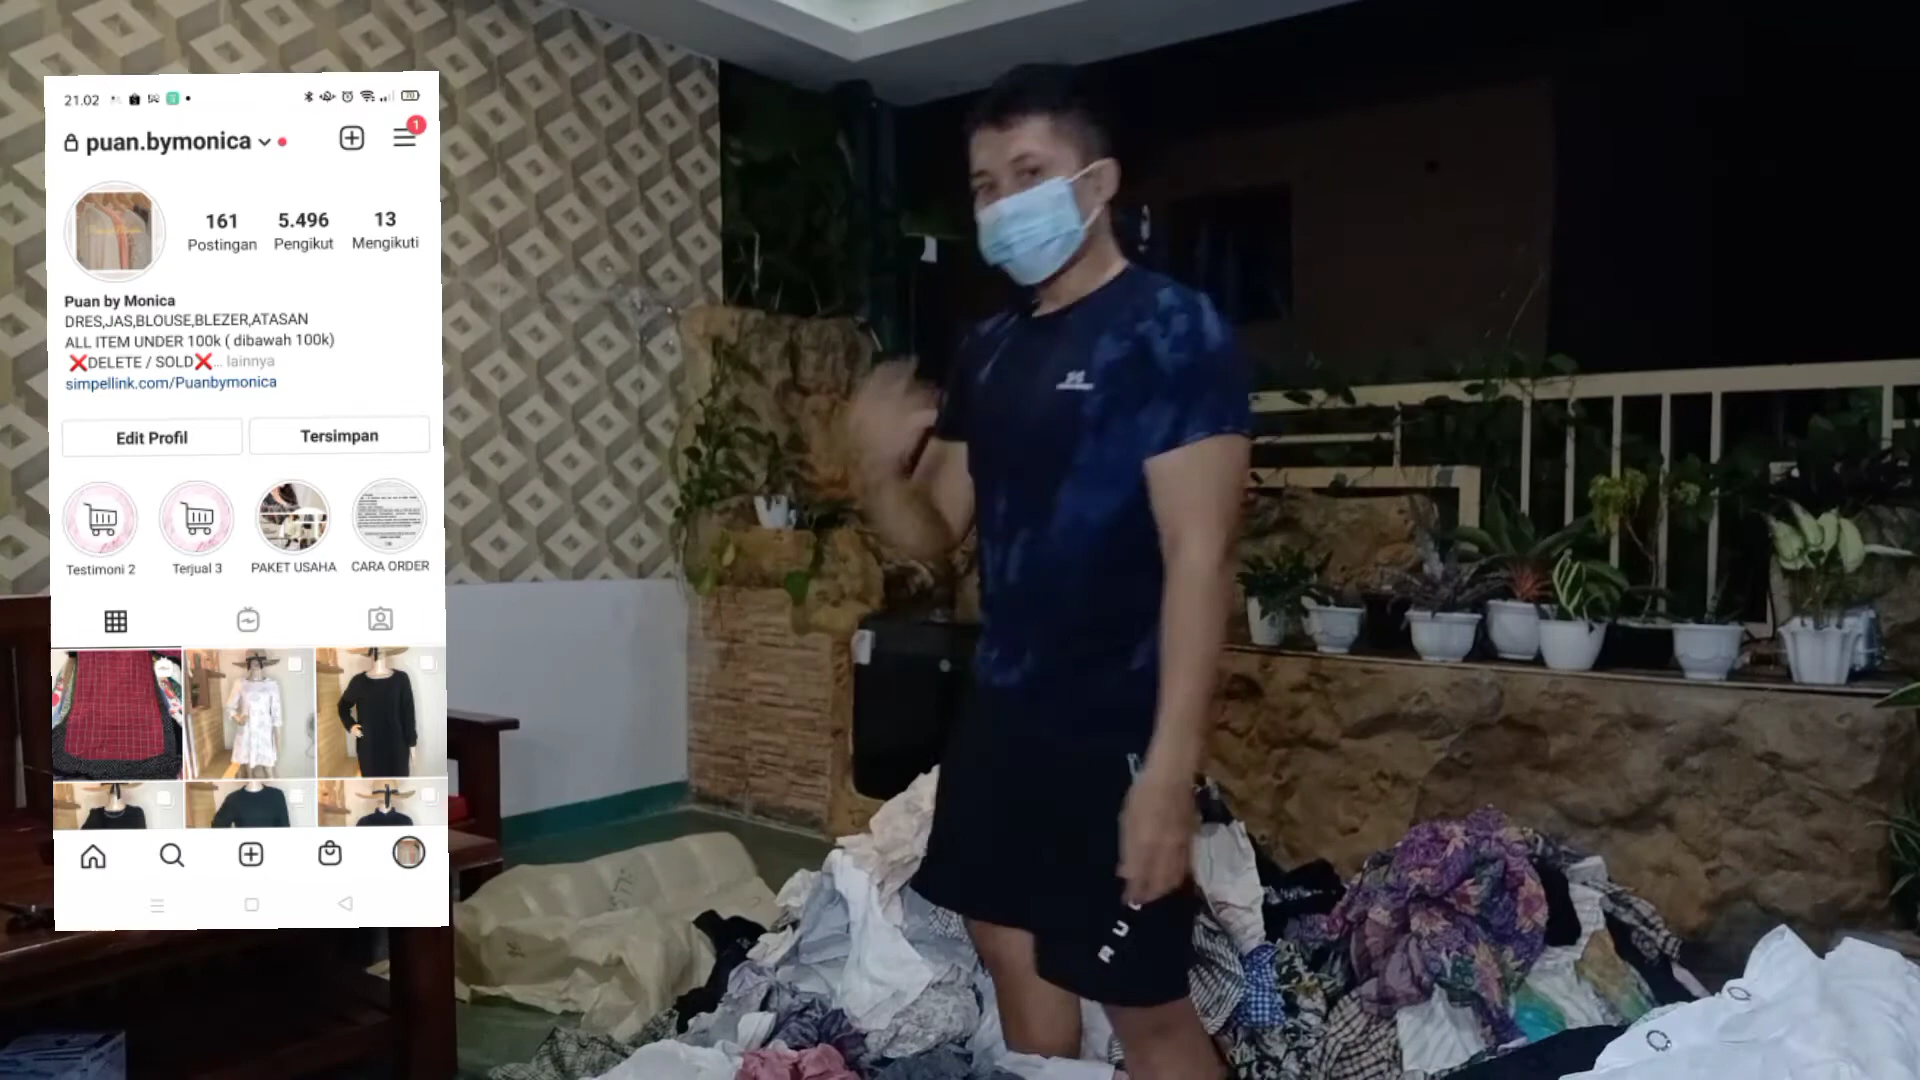 21.02
70
puan.bymonica
1
161
5.496
13
Postingan
Pengikut
Mengikuti
Puan by Monica
DRES,JAS,BLOUSE,BLEZER,ATASAN
ALL ITEM UNDER 100k ( dibawah 100k)
❌DELETE / SOLD❌... lainnya
simpellink.com/Puanbymonica
Edit Profil
Tersimpan
Testimoni 2
Terjual 3
PAKET USAHA
CARA ORDER
RU